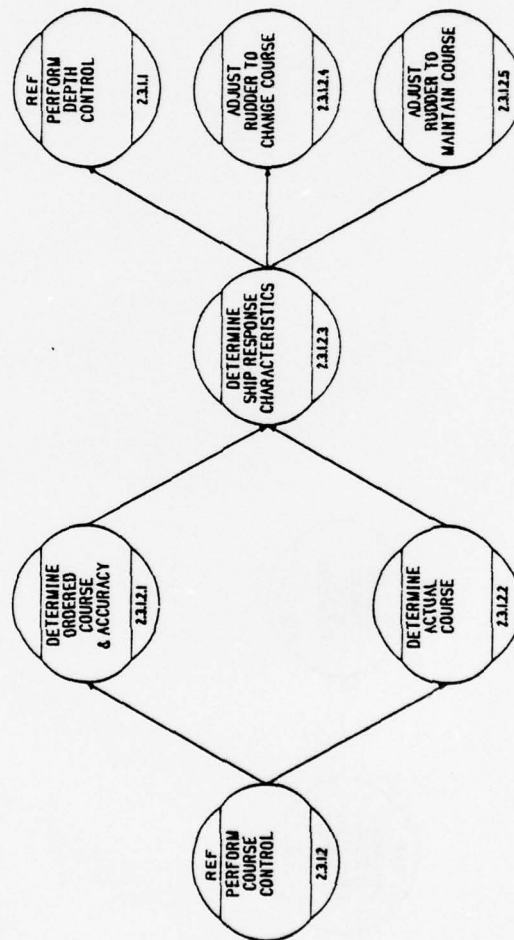 REF
PERFORM
COURSE
CONTROL
2.3.1.2
DETERMINE
ORDERED
COURSE
& ACCURACY
2.3.1.2.1
DETERMINE
ACTUAL
COURSE
2.3.1.2.2
DETERMINE
SHIP RESPONSE
CHARACTERISTICS
2.3.1.2.3
REF
PERFORM
DEPTH
CONTROL
2.3.1.1
ADJUST
RUDDER TO
CHANGE COURSE
2.3.1.2.4
ADJUST
RUDDER TO
MAINTAIN COURSE
2.3.1.2.5